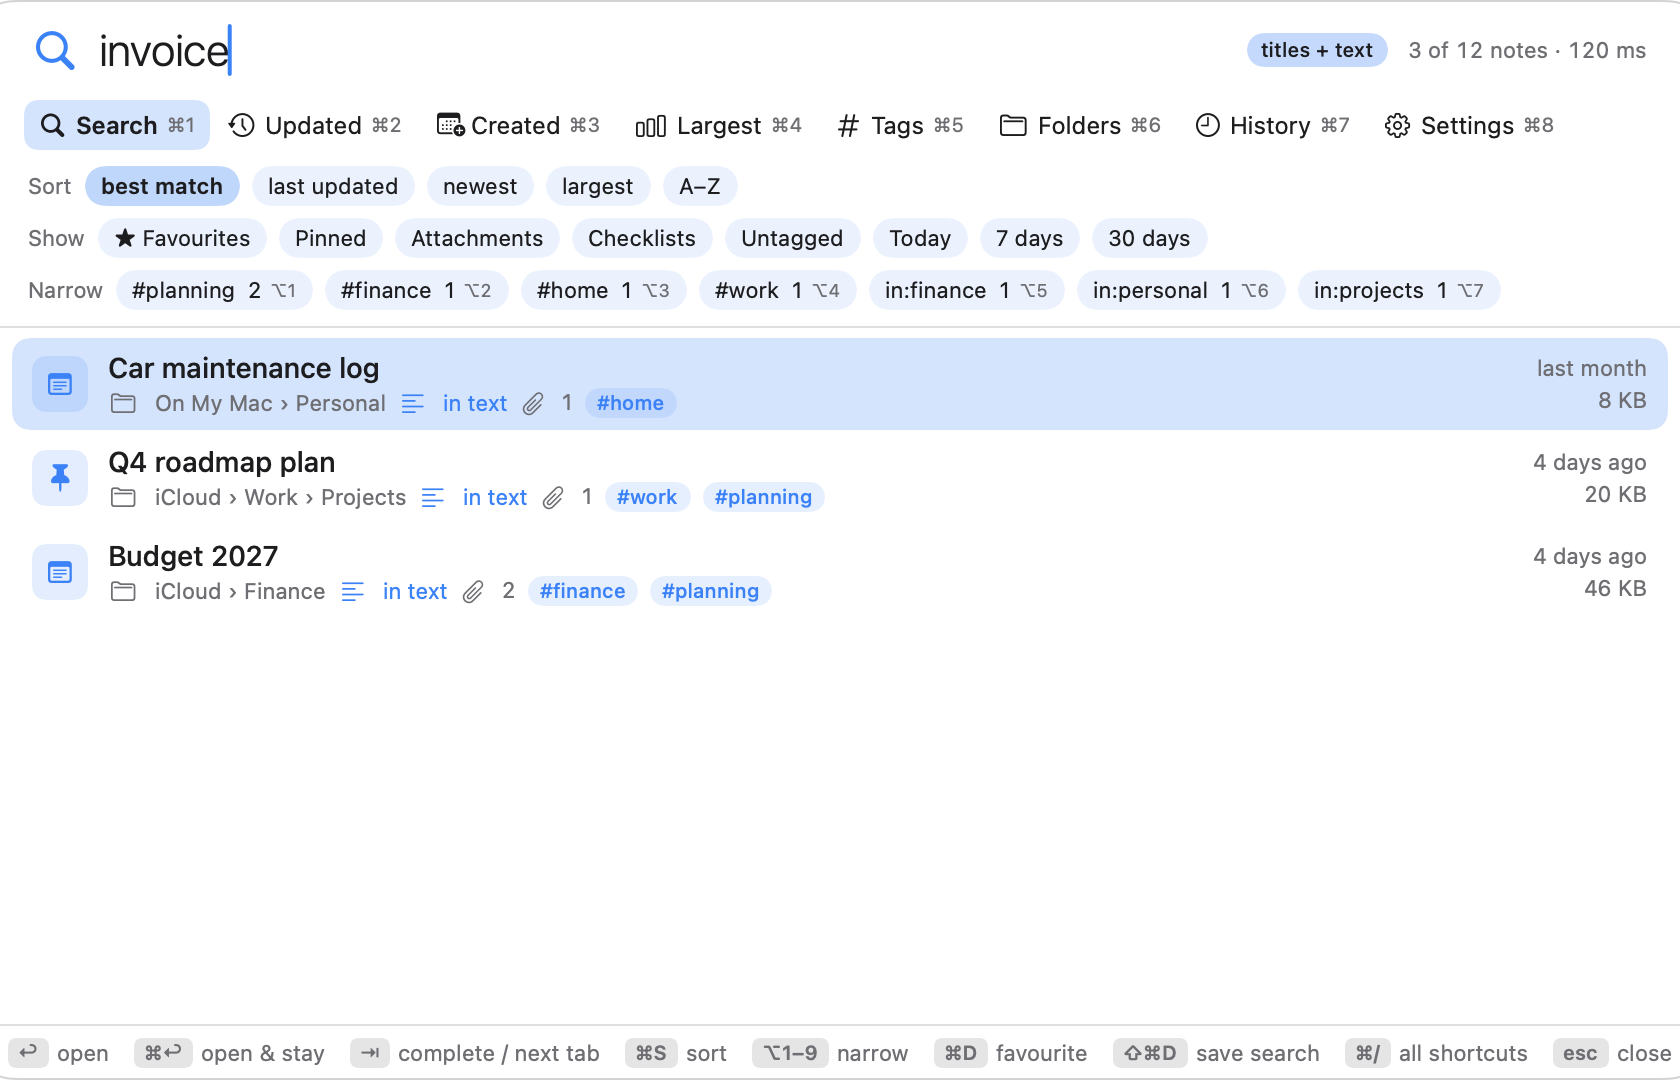 invoice
titles + text 3 of 12 notes · 120 ms
Search ⌘1 Updated ⌘2 Created ⌘3 Largest ⌘4 # Tags ⌘5 Folders ⌘6 History ⌘7 Settings ⌘8
Sort best match last updated newest largest A–Z
Show ★ Favourites Pinned Attachments Checklists Untagged Today 7 days 30 days
Narrow #planning 2 ⌥1 #finance 1 ⌥2 #home 1 ⌥3 #work 1 ⌥4 in:finance 1 ⌥5 in:personal 1 ⌥6 in:projects 1 ⌥7
Car maintenance log last month
On My Mac › Personal in text 1 #home 8 KB
Q4 roadmap plan 4 days ago
iCloud › Work › Projects in text 1 #work #planning 20 KB
Budget 2027 4 days ago
iCloud › Finance in text 2 #finance #planning 46 KB
↩ open ⌘↩ open & stay ⇥ complete / next tab ⌘S sort ⌥1–9 narrow ⌘D favourite ⇧⌘D save search ⌘/ all shortcuts esc close